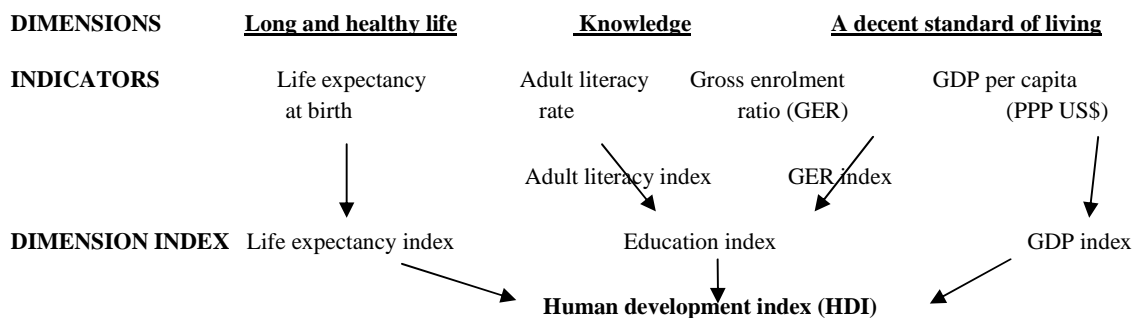 DIMENSIONS Long and healthy life Knowledge A decent standard of living
INDICATORS Life expectancy Adult literacy Gross enrolment GDP per capita
at birth rate ratio (GER) (PPP US$)
Adult literacy index GER index
DIMENSION INDEX Life expectancy index Education index GDP index
Human development index (HDI)